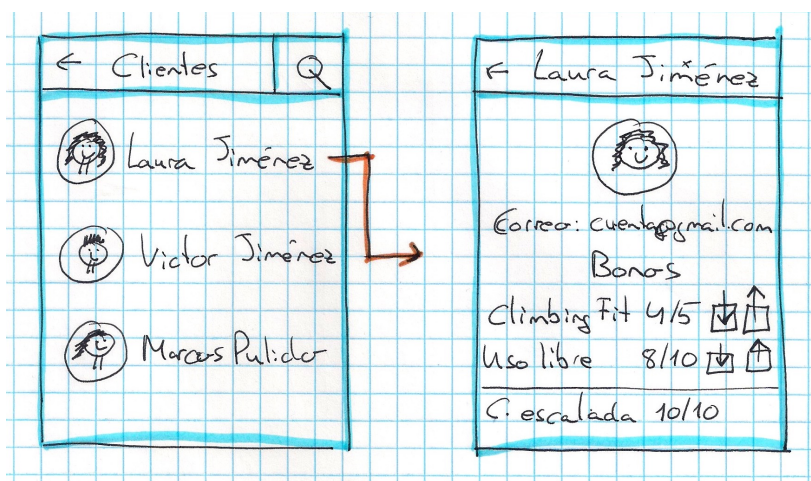 Clientes
Laura Jiménez
Victor Jiménez
Marcos Pulido
Laura Jiménez
Correo: cuenta@gmail.com
Bonos
Climbing Fit 4/5
Uso libre 8/10
C. escalada 10/10